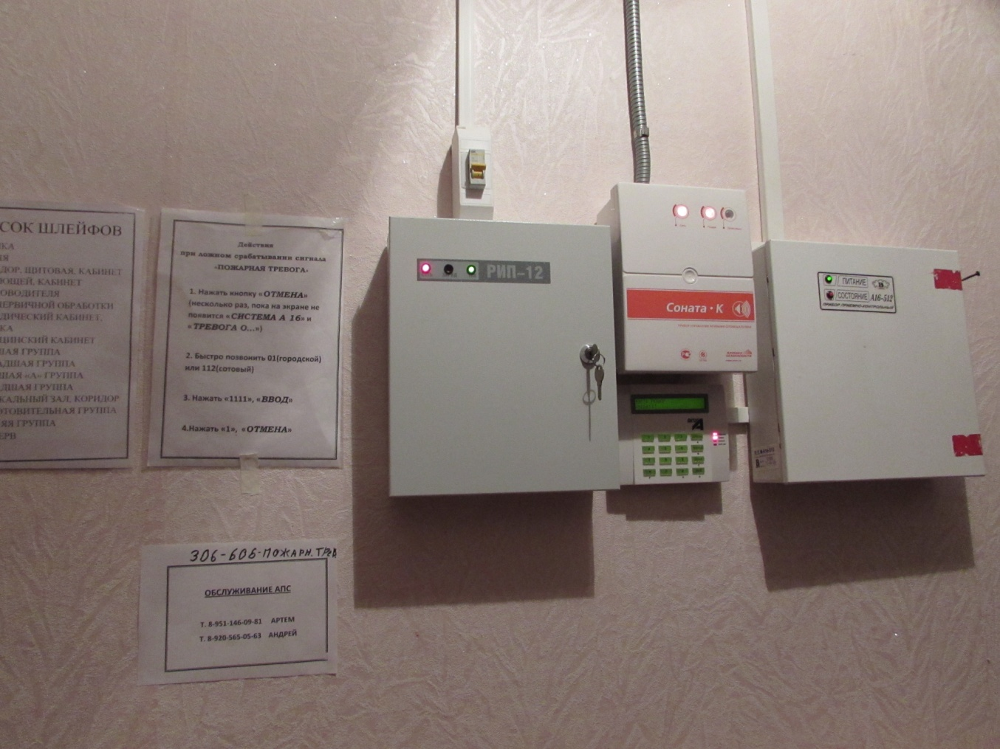 СОК ШЛЕЙФОВ
ДОР, ЩИТОВАЯ, КАБИНЕТ
ЮЩЕЙ, КАБИНЕТ
ОВОДИТЕЛЯ
ЕРВИЧНОЙ ОБРАБОТКИ
ДИЧЕСКИЙ КАБИНЕТ,
ЦИНСКИЙ КАБИНЕТ
ГРУППА
АДШАЯ ГРУППА
ШАЯ «А» ГРУППА
ДШАЯ ГРУППА
КАЛЬНЫЙ ЗАЛ, КОРИДОР
ОТОВИТЕЛЬНАЯ ГРУППА
ЯЯ ГРУППА
ЕРВ
Действия
при ложном срабатывании сигнала
«ПОЖАРНАЯ ТРЕВОГА»
1. Нажать кнопку «ОТМЕНА»
(несколько раз, пока на экране не
появится «СИСТЕМА А 16» и
«ТРЕВОГА О...»)
2. Быстро позвонить 01(городской)
или 112(сотовый)
3. Нажать «1111», «ВВОД»
4.Нажать «1», «ОТМЕНА»
306-606-ПОЖАРН. ТРЕВ
ОБСЛУЖИВАНИЕ АПС
Т. 8-951-146-09-81 АРТЕМ
Т. 8-920-565-05-63 АНДРЕЙ
РИП-12
Соната · К
ПИТАНИЕ
СОСТОЯНИЕ А16-512
ПРИБОР ПРИЕМНО-КОНТРОЛЬНЫЙ